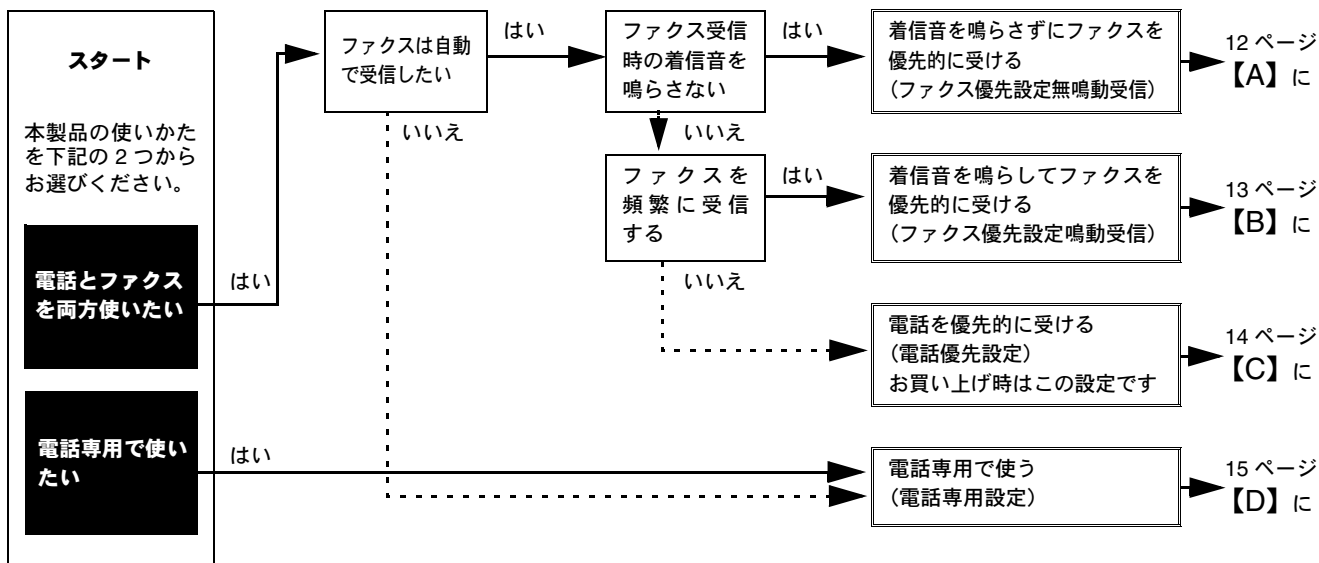 スタート
本製品の使いかた
を下記の 2 つから
お選びください。
電話とファクス
を両方使いたい
はい
電話専用で使い
たい
はい
ファクスは自動
で受信したい
はい
いいえ
ファクス受信
時の着信音を
鳴らさない
はい
いいえ
ファクスを
頻繁に受信
する
はい
いいえ
着信音を鳴らさずにファクスを
優先的に受ける
(ファクス優先設定無鳴動受信)
12 ページ
【A】に
着信音を鳴らしてファクスを
優先的に受ける
(ファクス優先設定鳴動受信)
13 ページ
【B】に
電話を優先的に受ける
(電話優先設定)
お買い上げ時はこの設定です
14 ページ
【C】に
電話専用で使う
(電話専用設定)
15 ページ
【D】に